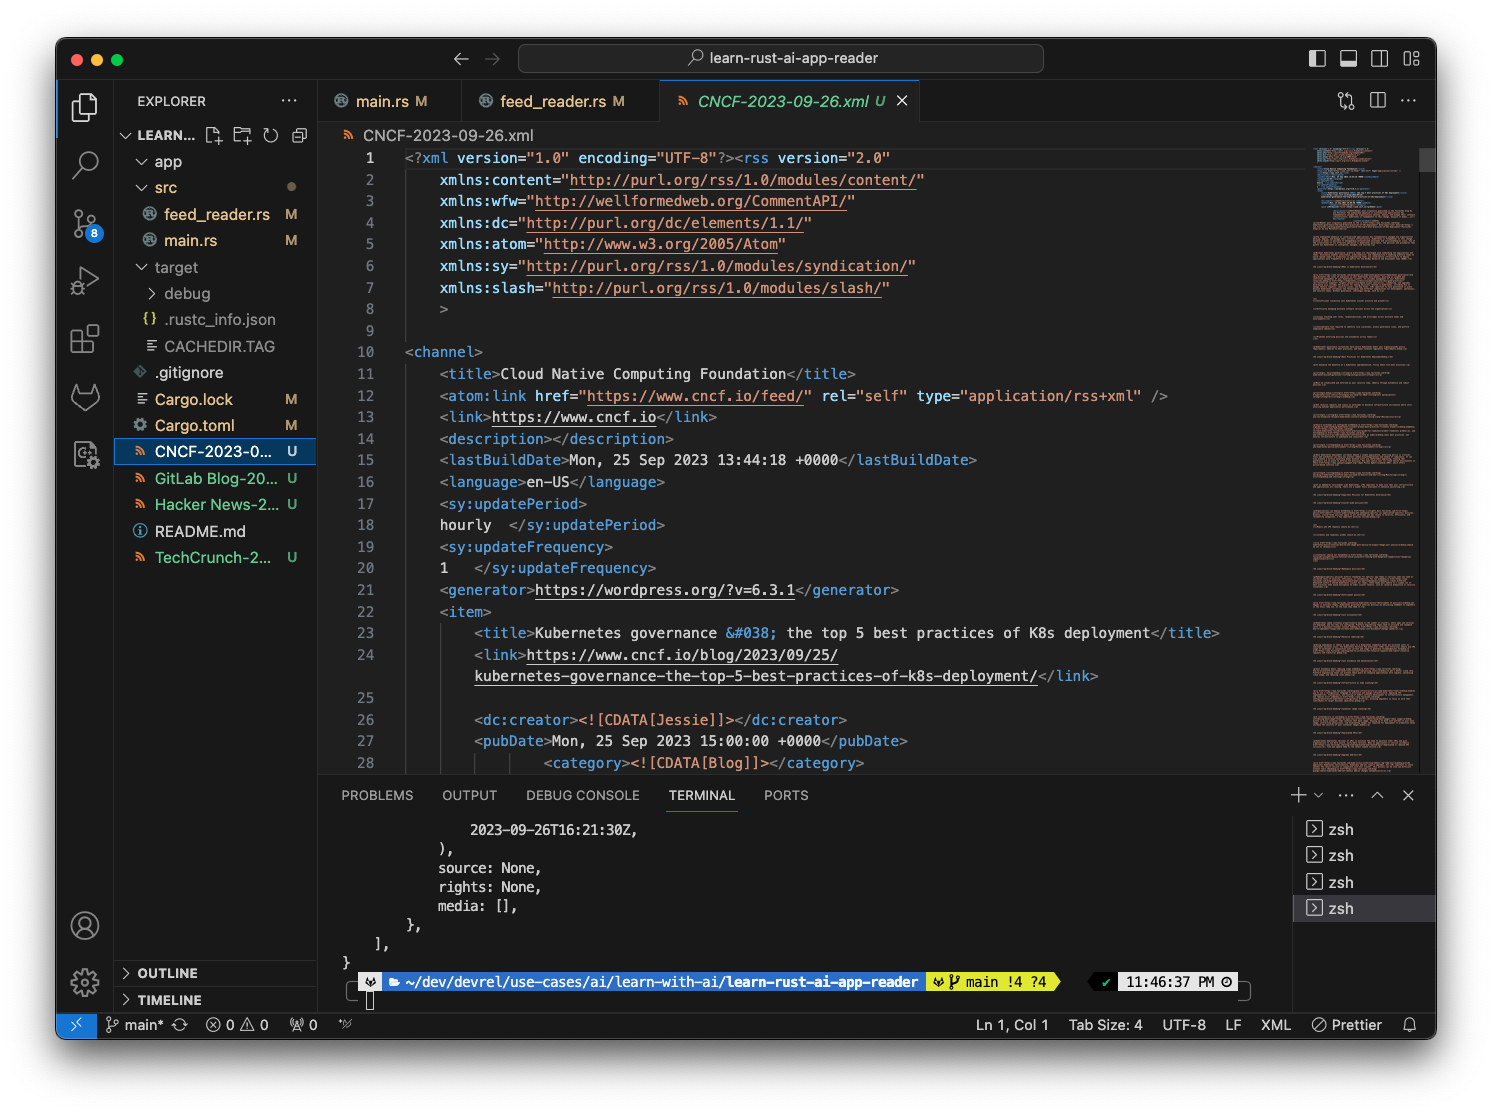 learn-rust-ai-app-reader
EXPLORER
main.rs M
feed_reader.rs M
CNCF-2023-09-26.xml U
LEARN...
app
src
feed_reader.rs M
main.rs M
target
debug
{} .rustc_info.json
CACHEDIR.TAG
.gitignore
Cargo.lock M
Cargo.toml M
CNCF-2023-0... U
GitLab Blog-20... U
Hacker News-2... U
README.md
TechCrunch-2... U
8
OUTLINE
TIMELINE
CNCF-2023-09-26.xml
1 <?xml version="1.0" encoding="UTF-8"?><rss version="2.0"
2 xmlns:content="http://purl.org/rss/1.0/modules/content/"
3 xmlns:wfw="http://wellformedweb.org/CommentAPI/"
4 xmlns:dc="http://purl.org/dc/elements/1.1/"
5 xmlns:atom="http://www.w3.org/2005/Atom"
6 xmlns:sy="http://purl.org/rss/1.0/modules/syndication/"
7 xmlns:slash="http://purl.org/rss/1.0/modules/slash/"
8 >
9
10 <channel>
11 <title>Cloud Native Computing Foundation</title>
12 <atom:link href="https://www.cncf.io/feed/" rel="self" type="application/rss+xml" />
13 <link>https://www.cncf.io</link>
14 <description></description>
15 <lastBuildDate>Mon, 25 Sep 2023 13:44:18 +0000</lastBuildDate>
16 <language>en-US</language>
17 <sy:updatePeriod>
18 hourly </sy:updatePeriod>
19 <sy:updateFrequency>
20 1 </sy:updateFrequency>
21 <generator>https://wordpress.org/?v=6.3.1</generator>
22 <item>
23 <title>Kubernetes governance &#038; the top 5 best practices of K8s deployment</title>
24 <link>https://www.cncf.io/blog/2023/09/25/
kubernetes-governance-the-top-5-best-practices-of-k8s-deployment/</link>
25
26 <dc:creator><![CDATA[Jessie]]></dc:creator>
27 <pubDate>Mon, 25 Sep 2023 15:00:00 +0000</pubDate>
28 <category><![CDATA[Blog]]></category>
PROBLEMS OUTPUT DEBUG CONSOLE TERMINAL PORTS
2023-09-26T16:21:30Z,
),
source: None,
rights: None,
media: [],
},
],
}
~/dev/devrel/use-cases/ai/learn-with-ai/learn-rust-ai-app-reader main !4 ?4 ✔ 11:46:37 PM
zsh
zsh
zsh
zsh
main* 0 0 0 Ln 1, Col 1 Tab Size: 4 UTF-8 LF XML Prettier